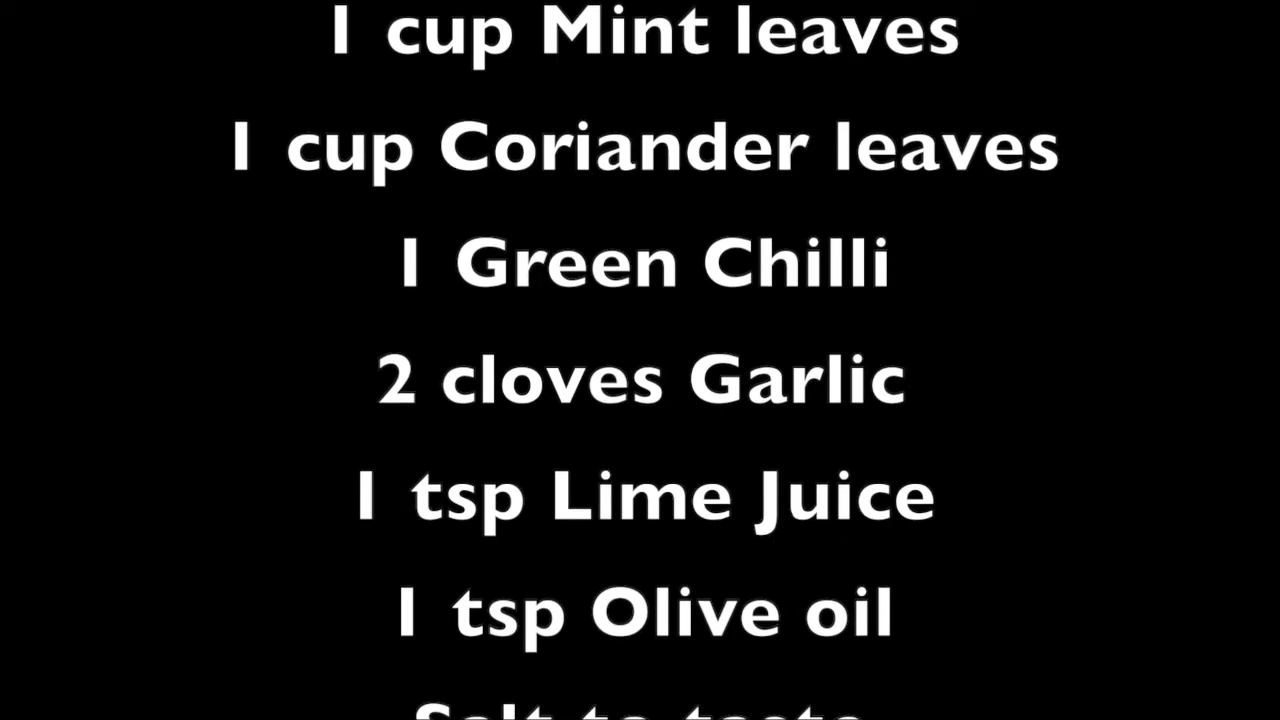 1 cup Mint leaves
1 cup Coriander leaves
1 Green Chilli
2 cloves Garlic
1 tsp Lime Juice
1 tsp Olive oil
Salt to taste